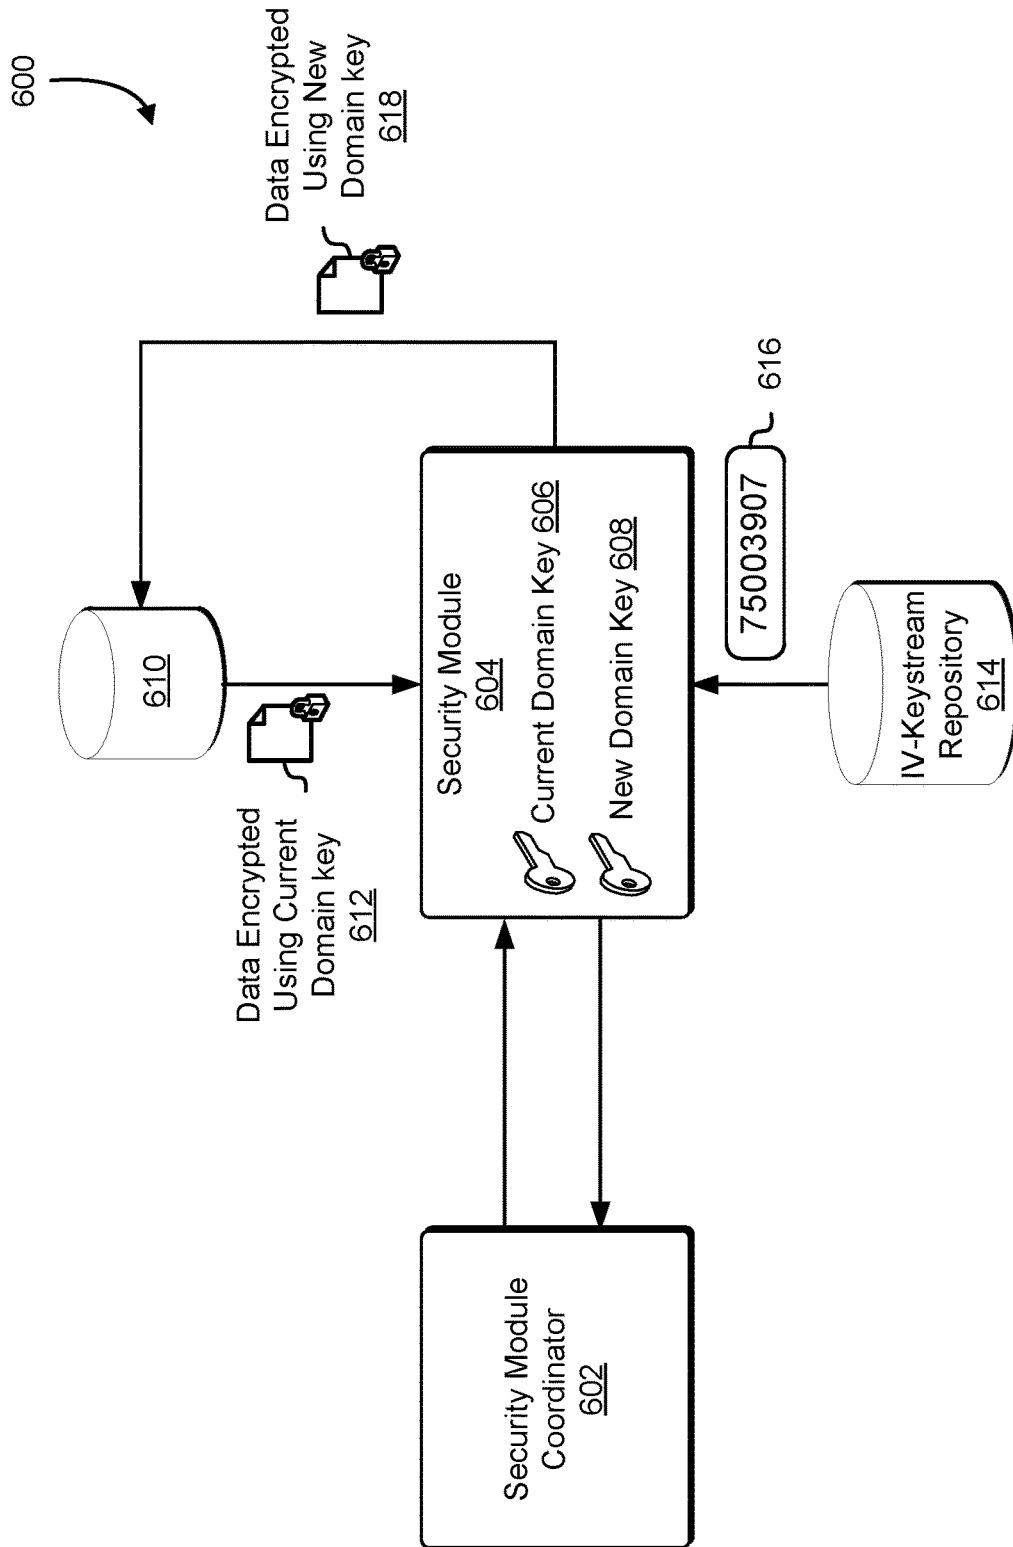 600
Data Encrypted
Using New
Domain key
618
610
Data Encrypted
Using Current
Domain key
612
Security Module
604
Current Domain Key 606
New Domain Key 608
75003907
616
IV-Keystream
Repository
614
Security Module
Coordinator
602